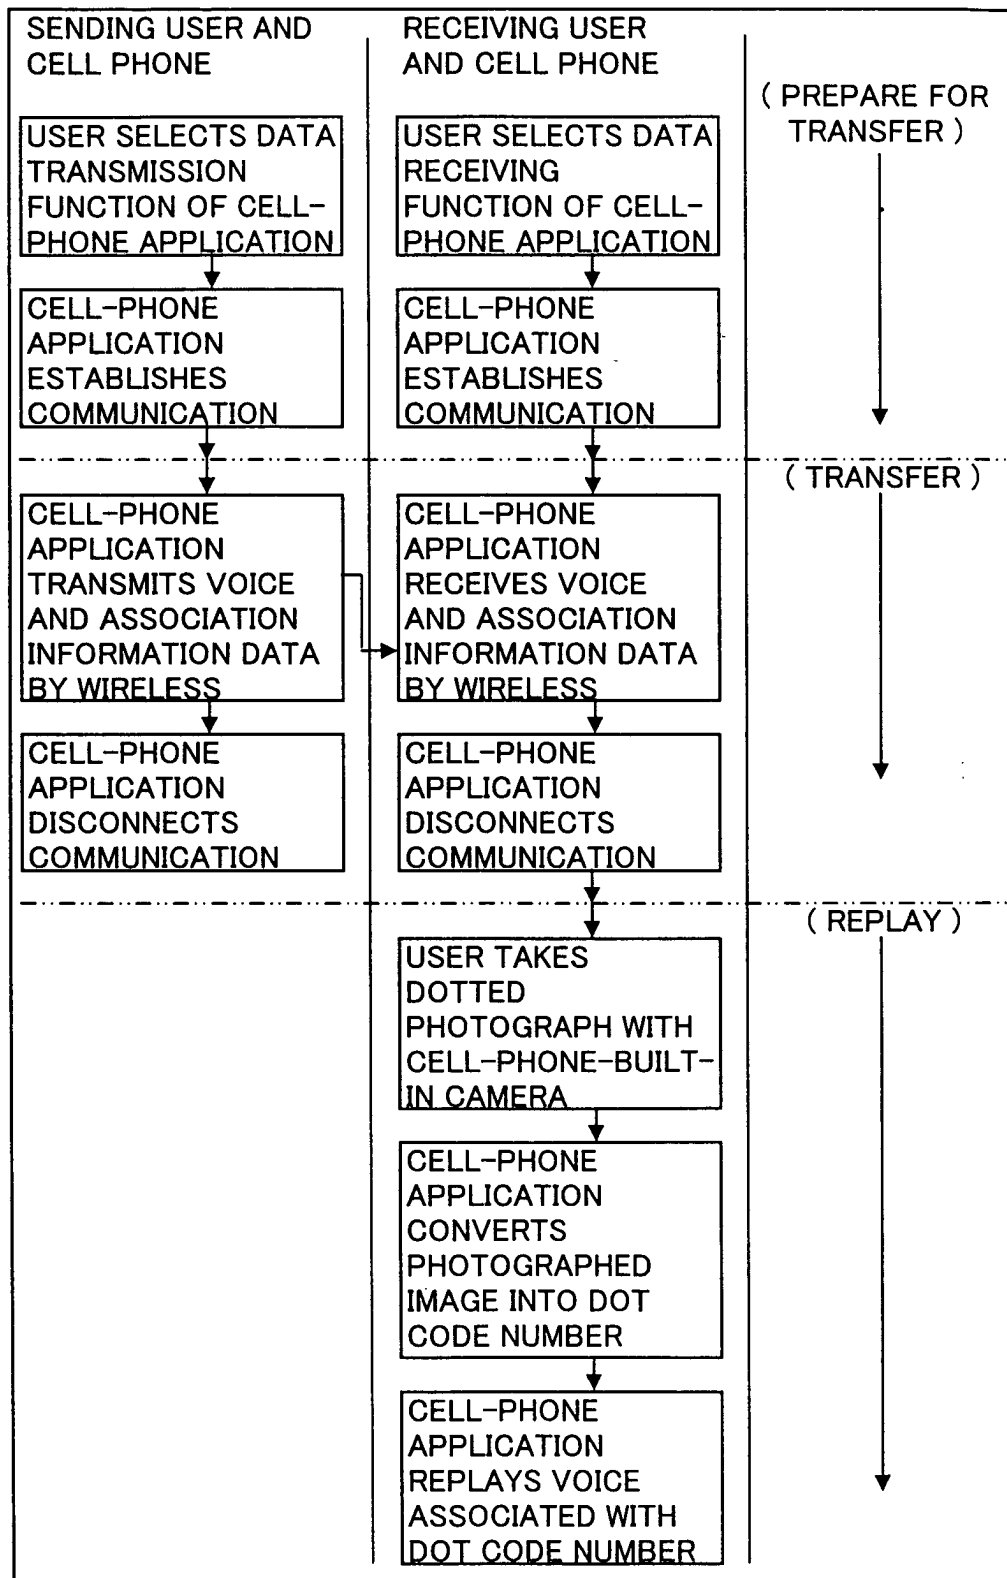 SENDING USER AND
CELL PHONE
RECEIVING USER
AND CELL PHONE
( PREPARE FOR
TRANSFER )
USER SELECTS DATA
TRANSMISSION
FUNCTION OF CELL-
PHONE APPLICATION
USER SELECTS DATA
RECEIVING
FUNCTION OF CELL-
PHONE APPLICATION
CELL-PHONE
APPLICATION
ESTABLISHES
COMMUNICATION
CELL-PHONE
APPLICATION
ESTABLISHES
COMMUNICATION
( TRANSFER )
CELL-PHONE
APPLICATION
TRANSMITS VOICE
AND ASSOCIATION
INFORMATION DATA
BY WIRELESS
CELL-PHONE
APPLICATION
RECEIVES VOICE
AND ASSOCIATION
INFORMATION DATA
BY WIRELESS
CELL-PHONE
APPLICATION
DISCONNECTS
COMMUNICATION
CELL-PHONE
APPLICATION
DISCONNECTS
COMMUNICATION
( REPLAY )
USER TAKES
DOTTED
PHOTOGRAPH WITH
CELL-PHONE-BUILT-
IN CAMERA
CELL-PHONE
APPLICATION
CONVERTS
PHOTOGRAPHED
IMAGE INTO DOT
CODE NUMBER
CELL-PHONE
APPLICATION
REPLAYS VOICE
ASSOCIATED WITH
DOT CODE NUMBER